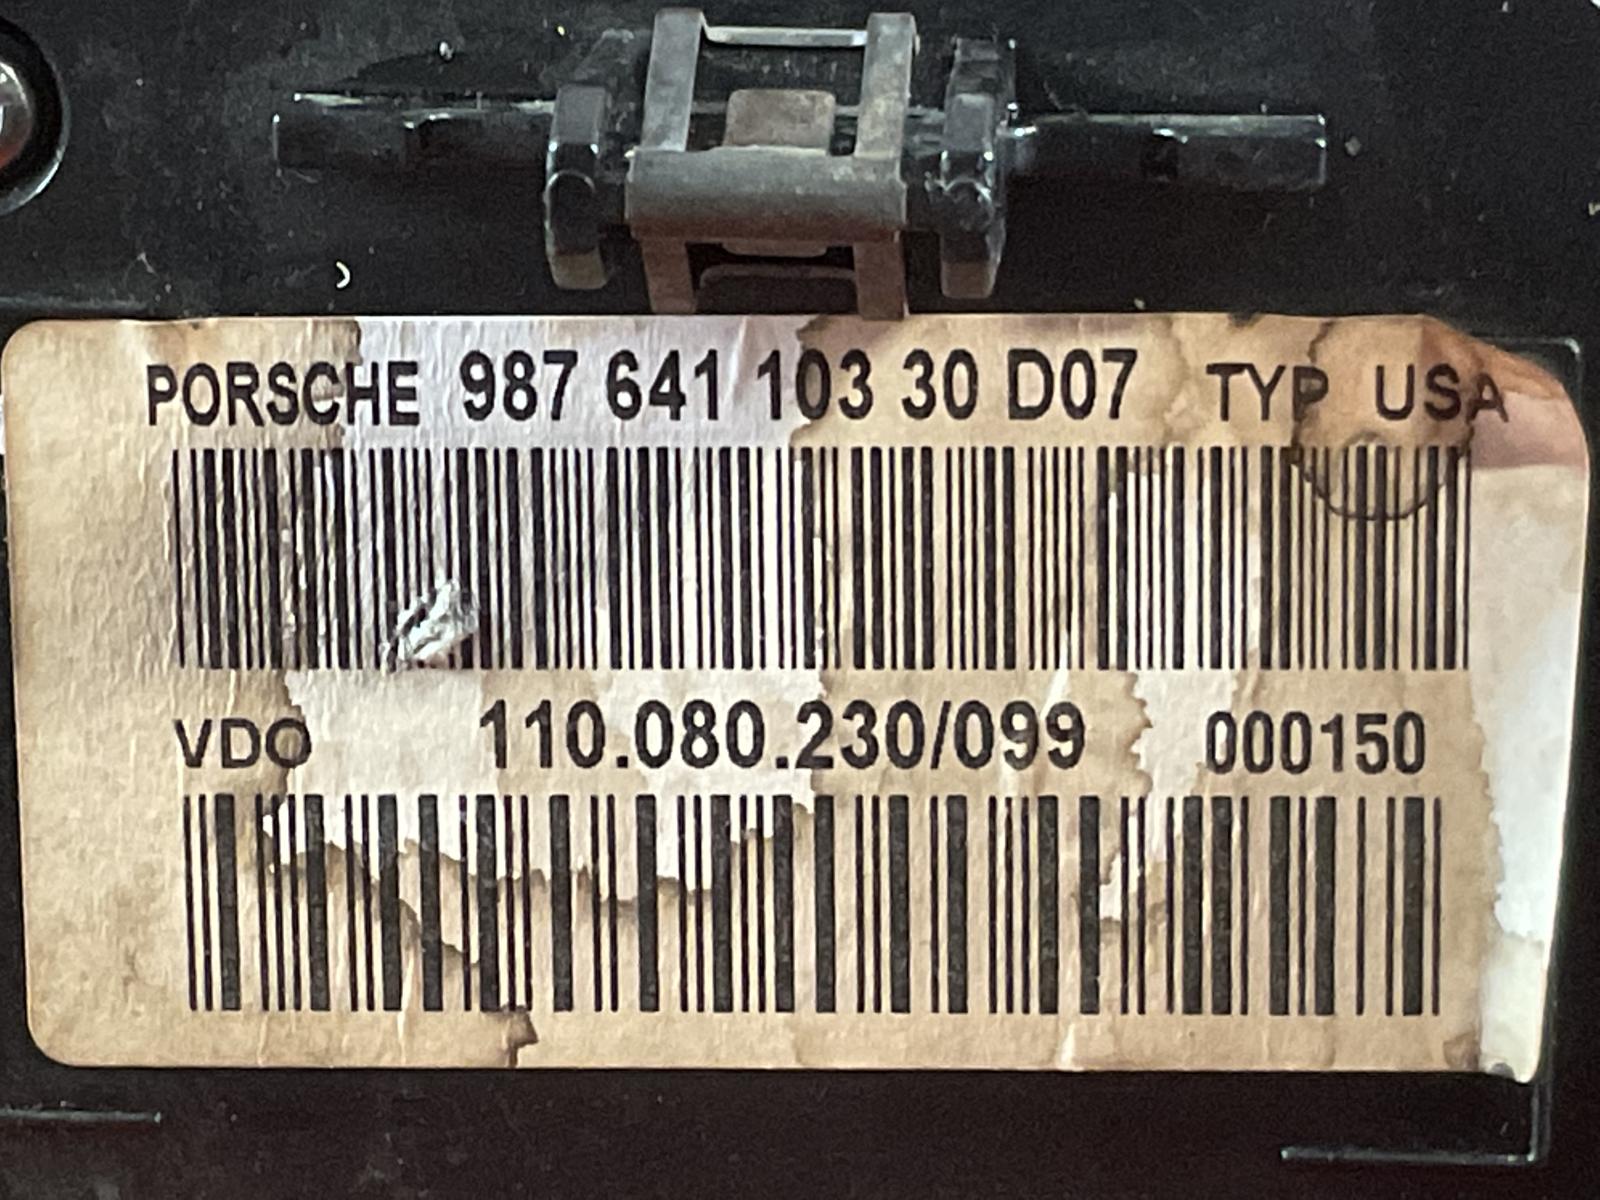 PORSCHE 987 641 103 30 D07 TYP USA
VDO 110.080.230/099 000150